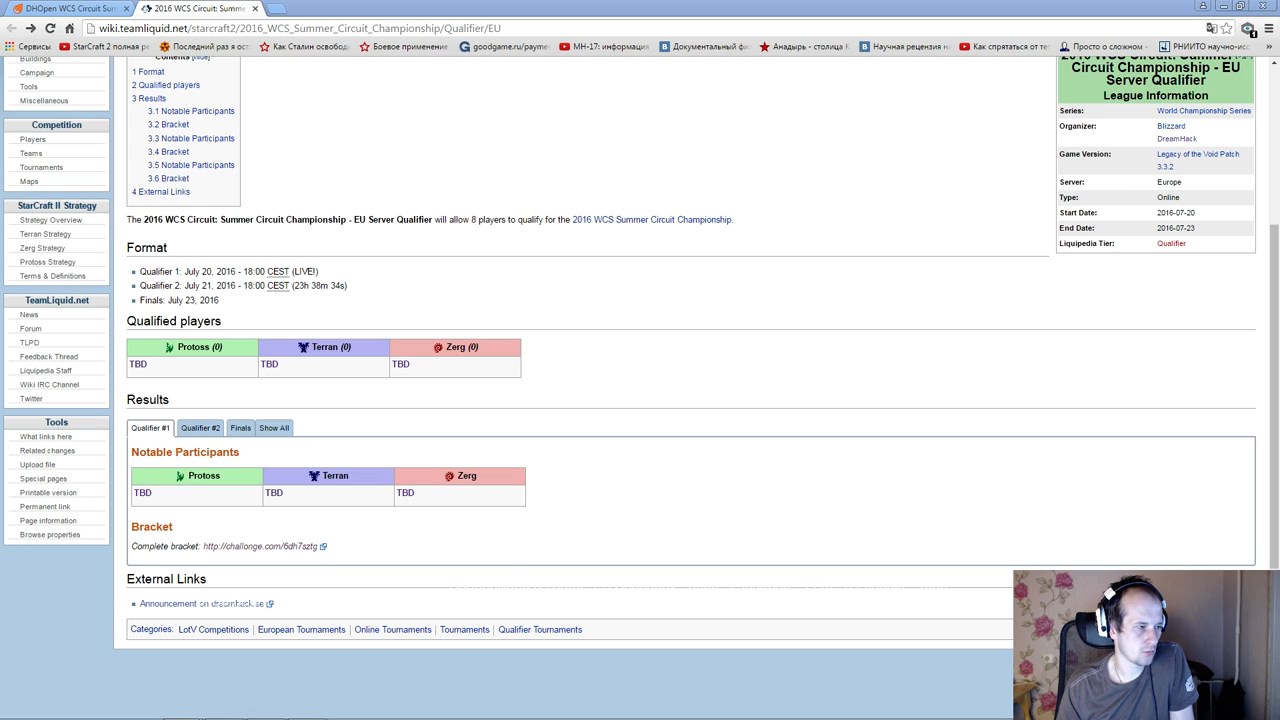 DHOpen WCS Circuit Summ
2016 WCS Circuit: Summe
wiki.teamliquid.net/starcraft2/2016_WCS_Summer_Circuit_Championship/Qualifier/EU
Сервисы
StarCraft 2 полная ре
Последний раз я ост
Как Сталин освобод
Боевое применение
goodgame.ru/payme
МН-17: информация
Документальный фи
Анадырь - столица К
Научная рецензия н
Как спрятаться от те
Просто о сложном -
РНИИТО научно-исс
»
Buildings
Campaign
Tools
Miscellaneous
Competition
Players
Teams
Tournaments
Maps
StarCraft II Strategy
Strategy Overview
Terran Strategy
Zerg Strategy
Protoss Strategy
Terms & Definitions
TeamLiquid.net
News
Forum
TLPD
Feedback Thread
Liquipedia Staff
Wiki IRC Channel
Twitter
Tools
What links here
Related changes
Upload file
Special pages
Printable version
Permanent link
Page information
Browse properties
Contents [hide]
1 Format
2 Qualified players
3 Results
3.1 Notable Participants
3.2 Bracket
3.3 Notable Participants
3.4 Bracket
3.5 Notable Participants
3.6 Bracket
4 External Links
The 2016 WCS Circuit: Summer Circuit Championship - EU Server Qualifier will allow 8 players to qualify for the 2016 WCS Summer Circuit Championship.
Format
Qualifier 1: July 20, 2016 - 18:00 CEST (LIVE!)
Qualifier 2: July 21, 2016 - 18:00 CEST (23h 38m 34s)
Finals: July 23, 2016
Qualified players
Protoss (0) Terran (0) Zerg (0)
TBD TBD TBD
Results
Qualifier #1 Qualifier #2 Finals Show All
Notable Participants
Protoss Terran Zerg
TBD TBD TBD
Bracket
Complete bracket: http://challonge.com/6dh7sztg
External Links
Announcement on dreamhack.se
Categories: LotV Competitions | European Tournaments | Online Tournaments | Tournaments | Qualifier Tournaments
2016 WCS Circuit: Summer
Circuit Championship - EU
Server Qualifier
League Information
Series: World Championship Series
Organizer: Blizzard
DreamHack
Game Version: Legacy of the Void Patch
3.3.2
Server: Europe
Type: Online
Start Date: 2016-07-20
End Date: 2016-07-23
Liquipedia Tier: Qualifier